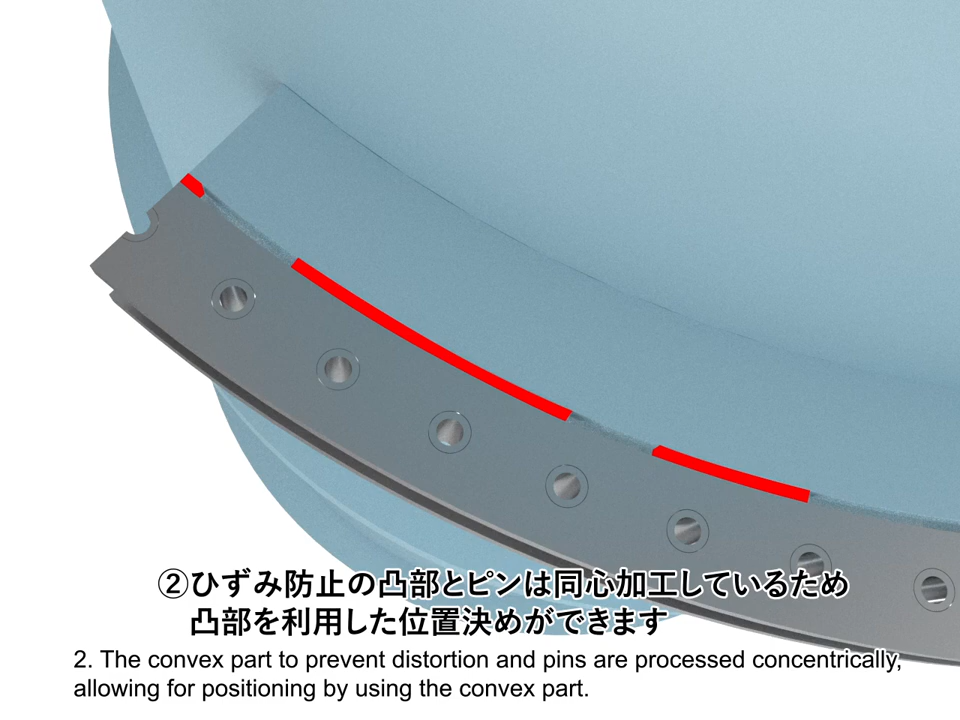 ②ひずみ防止の凸部とピンは同心加工しているため
凸部を利用した位置決めができます
2. The convex part to prevent distortion and pins are processed concentrically,
allowing for positioning by using the convex part.